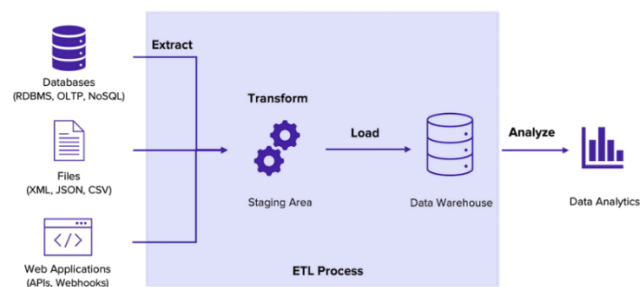 Databases
(RDBMS, OLTP, NoSQL)
Files
(XML, JSON, CSV)
</>
Web Applications
(APIs, Webhooks)
Extract
Transform
Staging Area
Load
Data Warehouse
ETL Process
Analyze
Data Analytics